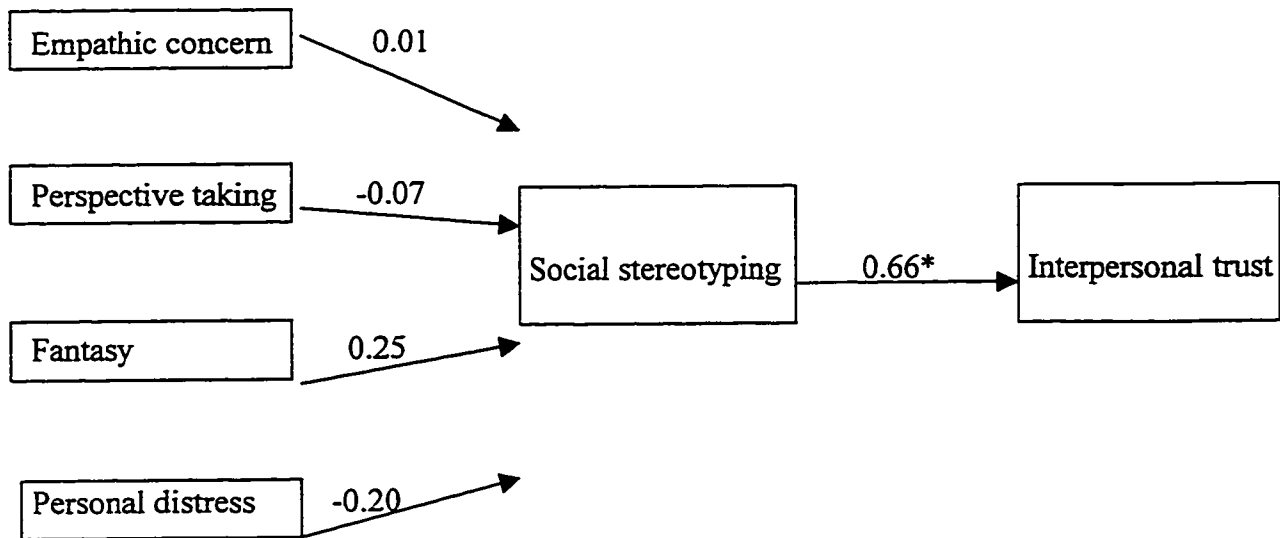 Empathic concern
0.01
Perspective taking
-0.07
Social stereotyping
0.66*
Interpersonal trust
Fantasy
0.25
Personal distress
-0.20